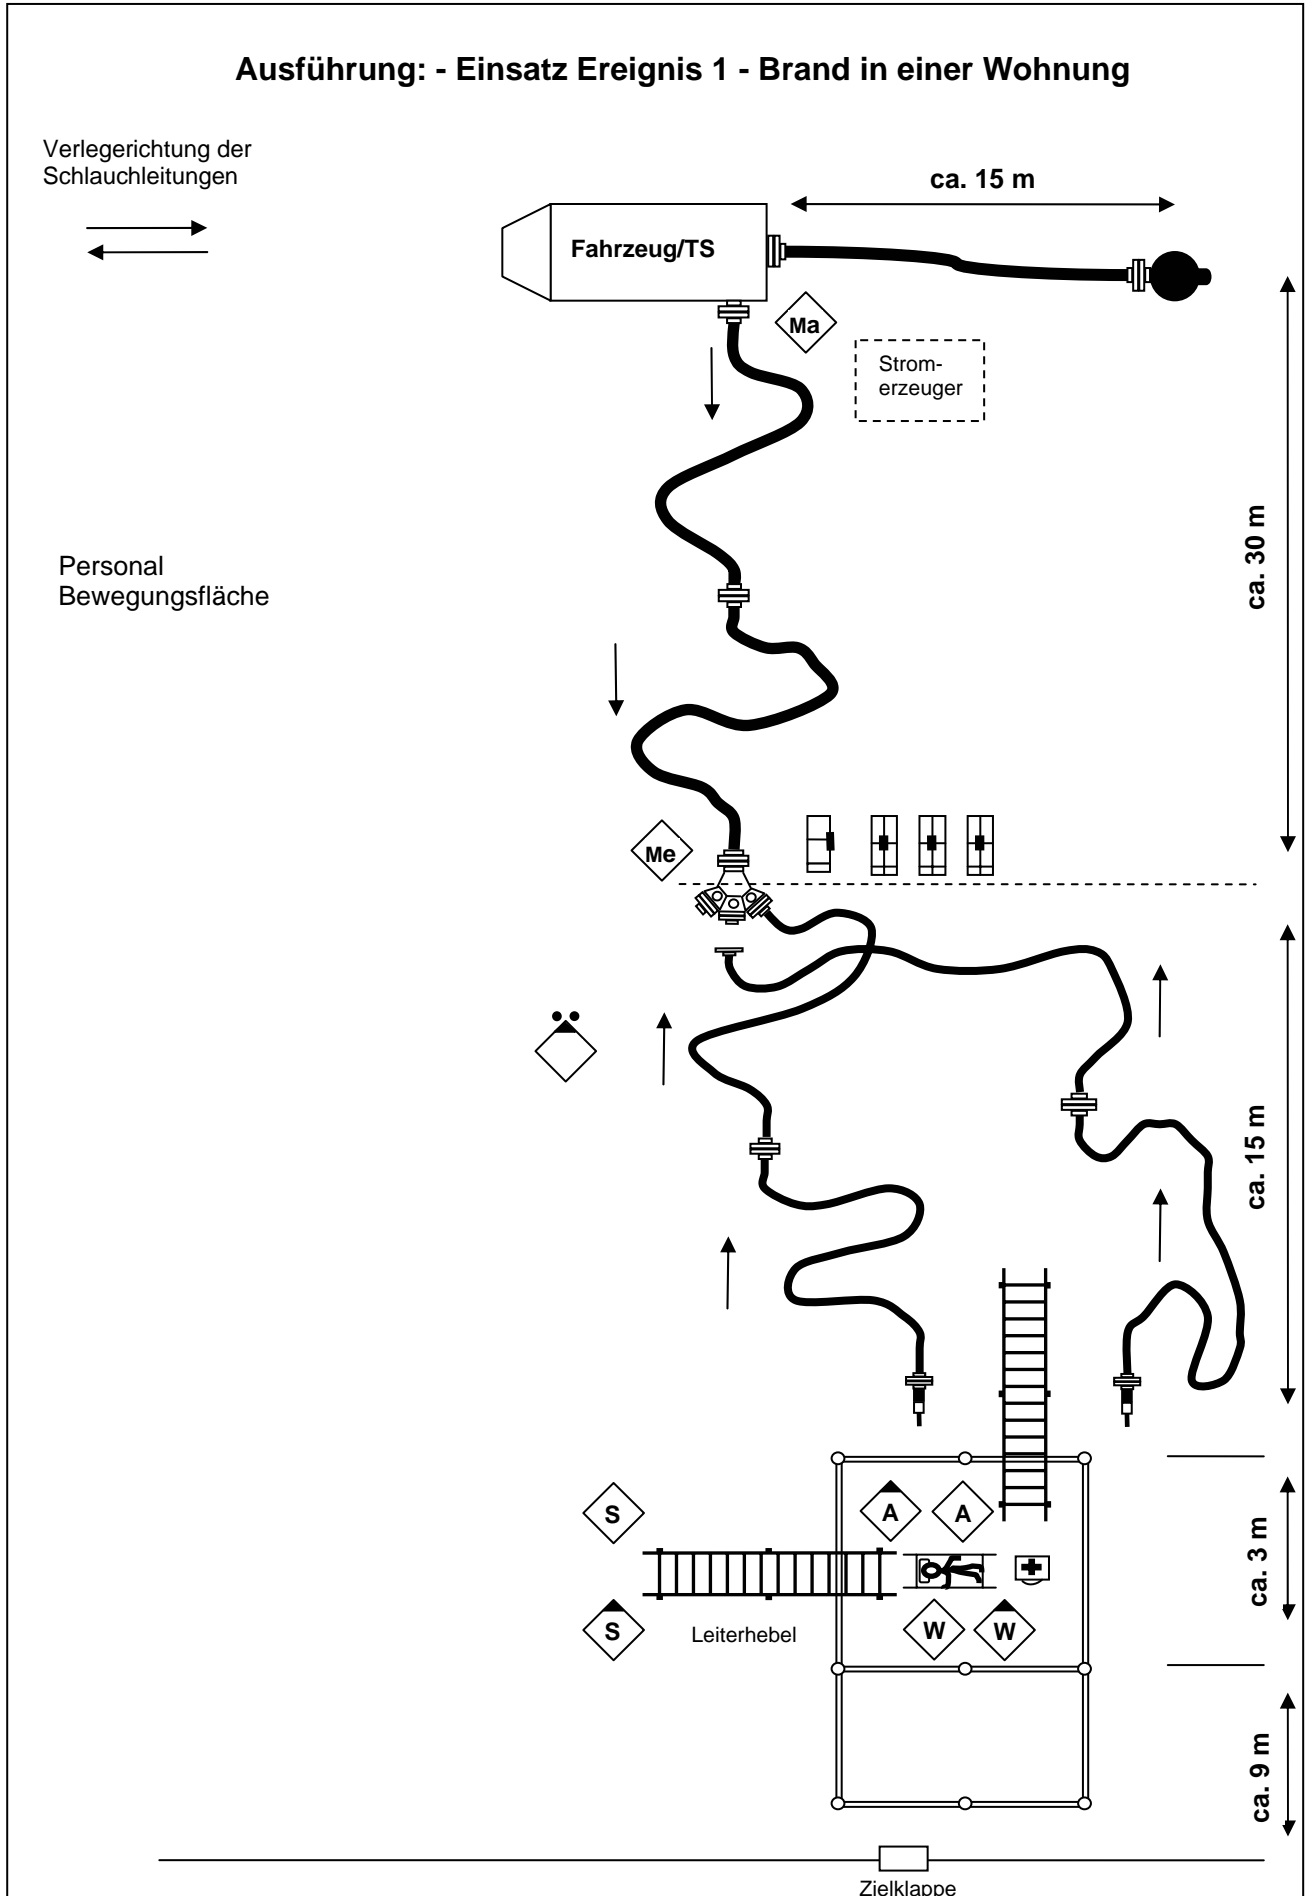 Ausführung: - Einsatz Ereignis 1 - Brand in einer Wohnung
Verlegerichtung der
Schlauchleitungen
ca. 15 m
Fahrzeug/TS
Ma
Strom-
erzeuger
ca. 30 m
Personal
Bewegungsfläche
Me
ca. 15 m
S
A
A
ca. 3 m
S
Leiterhebel
W
W
ca. 9 m
Zielklappe